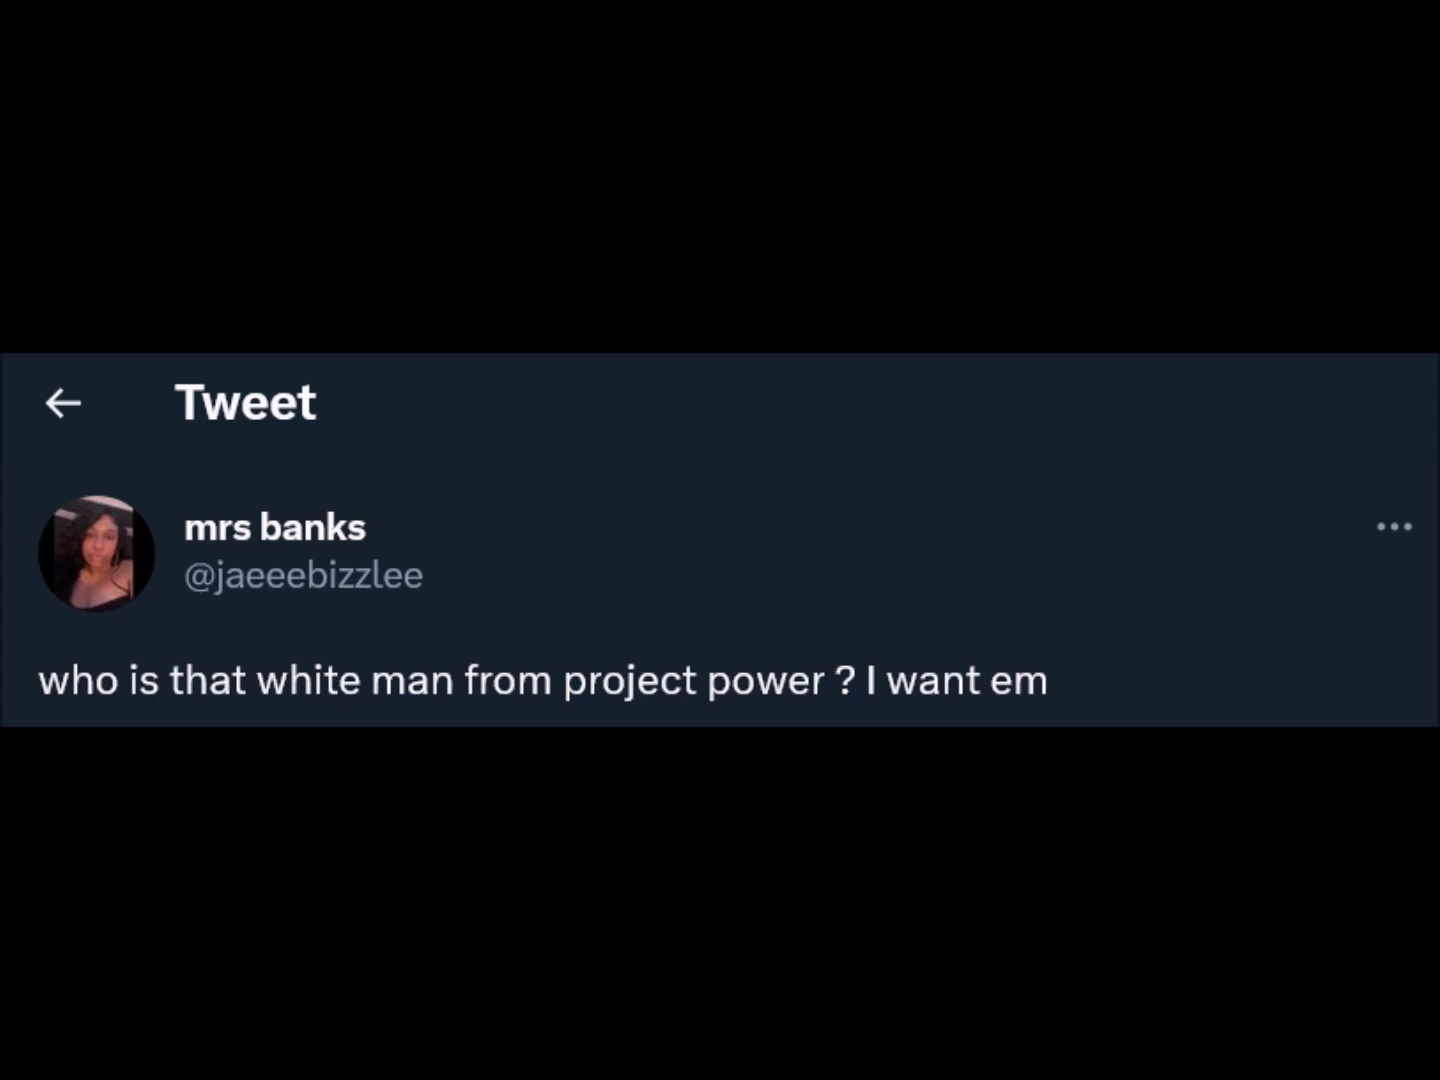 Tweet
mrs banks
@jaeeebizzlee
who is that white man from project power ? I want em